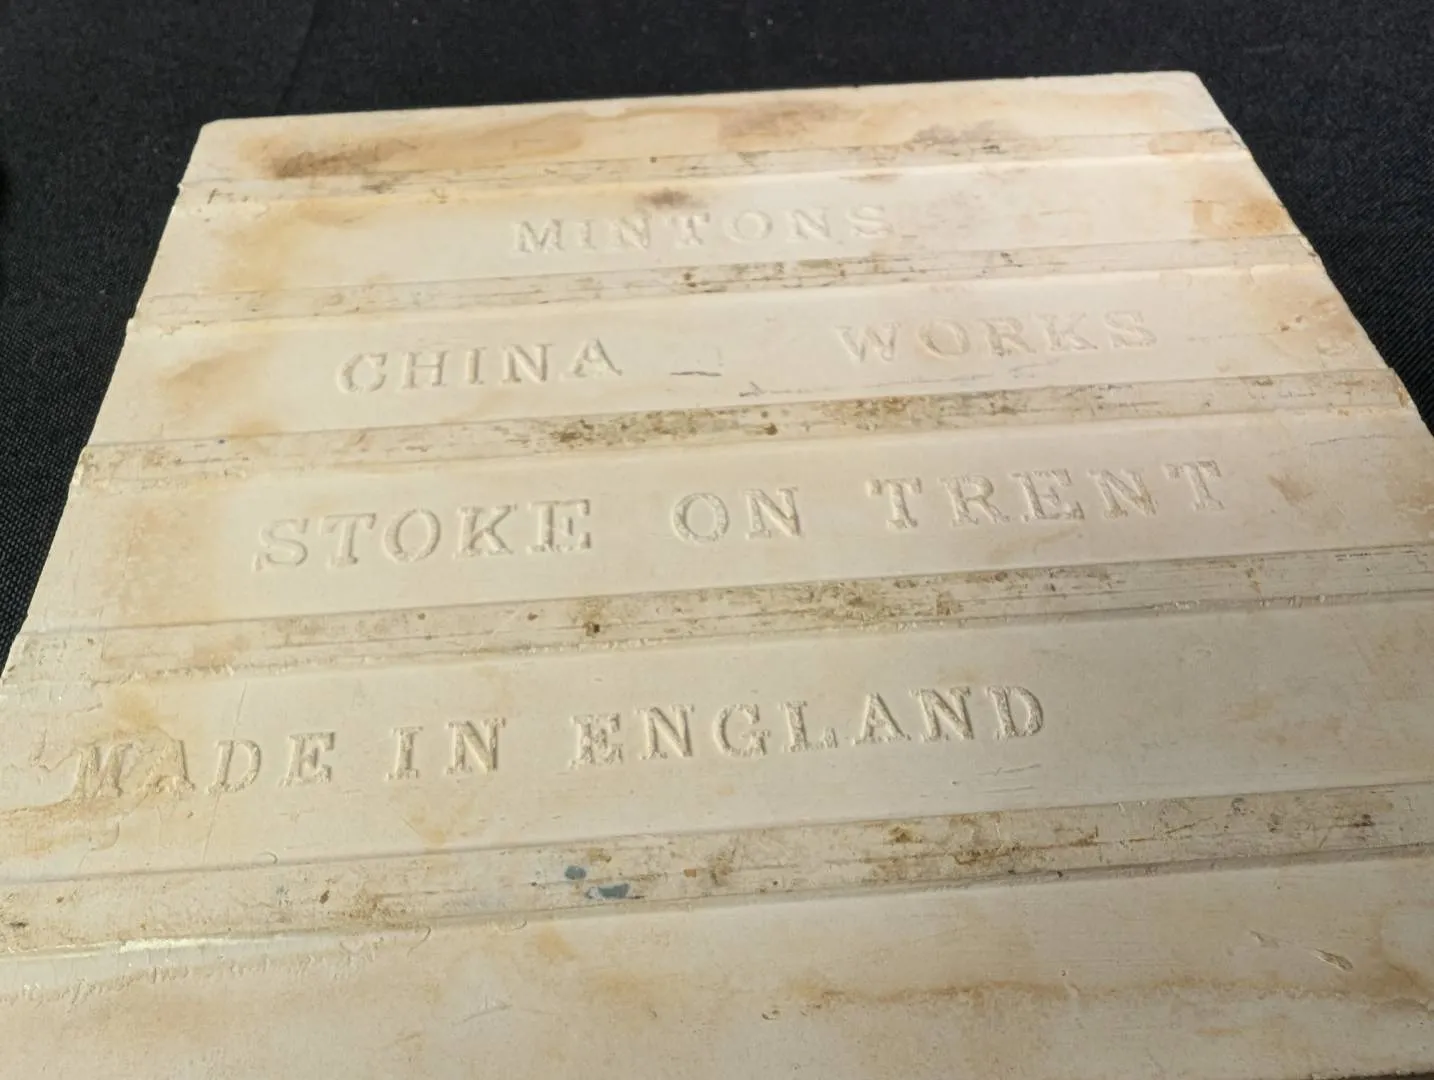 MINTONS
CHINA WORKS
STOKE ON TRENT
MADE IN ENGLAND